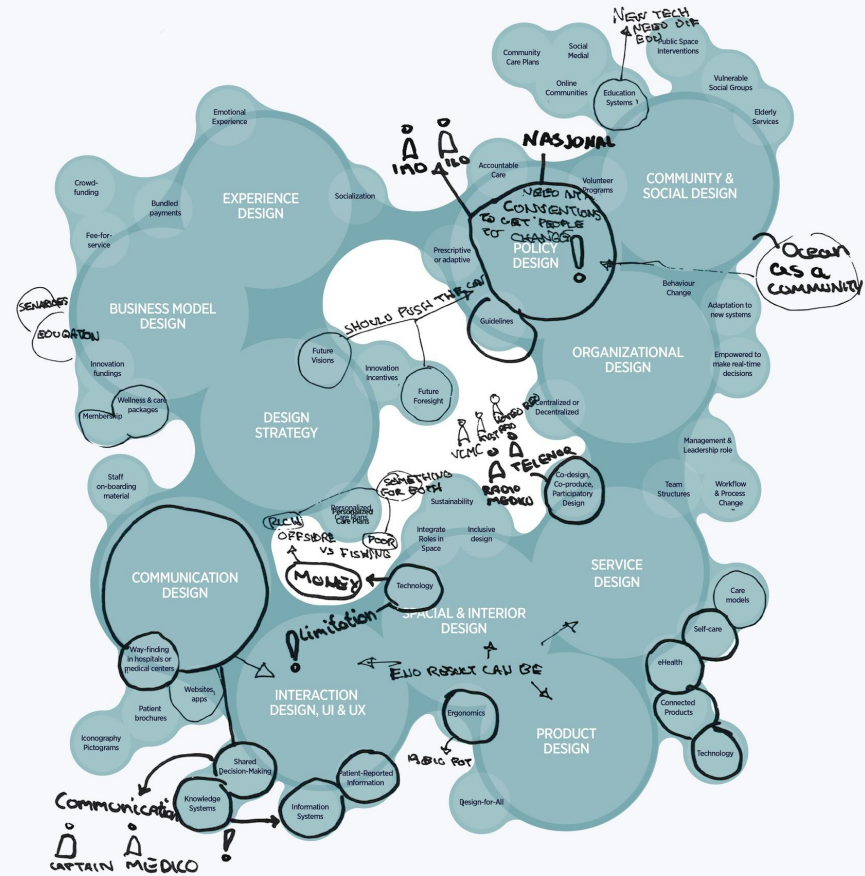 NEW TECH
NEED DIF
EDU
Public Space
Interventions
Community
Care Plans
Social
Medial
Online
Communities
Education
Systems
Vulnerable
Social Groups
Elderly
Services
Emotional
Experience
IMO
ILO
NASJONAL
Accountable
Care
Volunteer
Programs
COMMUNITY &
SOCIAL DESIGN
Crowd-
funding
Bundled
payments
EXPERIENCE
DESIGN
Socialization
NEED INT
CONVENTIONS
TO GET PEOPLE
TO CHANGE
!
POLICY
DESIGN
Prescriptive
or adaptive
Fee-for-
service
Ocean
as a
COMMUNITY
Behaviour
Change
BUSINESS MODEL
DESIGN
EDUQATION
SHOULD PUSH
Guidelines
Adaptation to
new systems
ORGANIZATIONAL
DESIGN
Empowered to
make real-time
decisions
Future
Visions
Innovation
Incentives
Future
Foresight
Innovation
fundings
Wellness & care
packages
Membership
DESIGN
STRATEGY
Centralized or
Decentralized
TELENOR
RADIO
MEDICO
Management &
Leadership role
Staff
on-boarding
material
SOMETHING
FOR BOTH
Sustainability
Co-design,
Co-produce,
Participatory
Design
Team
Structures
Workflow
& Process
Change
Personalized
Care Plans
RICH
POOR
OFFSHORE
VS FISHING
Integrate
Roles in
Space
Inclusive
design
SERVICE
DESIGN
COMMUNICATION
DESIGN
MONEY
Technology
Care
models
Limitation
!
SPACIAL & INTERIOR
DESIGN
Self-care
Way-finding
in hospitals or
medical centers
eHealth
END RESULT CAN BE
Websites,
apps
INTERACTION
DESIGN, UI & UX
Ergonomics
Connected
Products
Patient
brochures
PRODUCT
DESIGN
Iconography
Pictograms
Technology
Shared
Decision-Making
Patient-Reported
Information
Communication
Knowledge
Systems
Information
Systems
Design-for-All
CAPTAIN
MEDICO
!